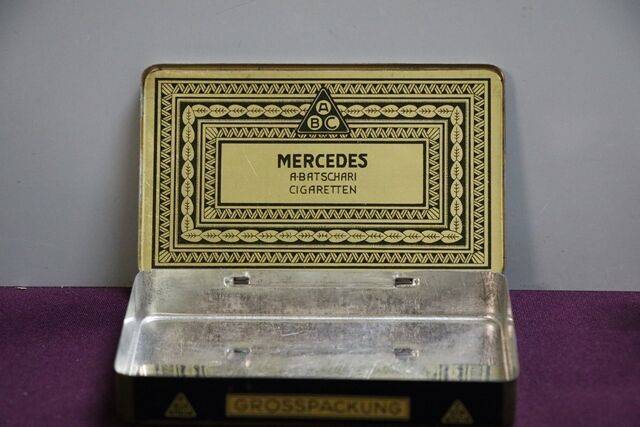 A
B C
MERCEDES
A·BATSCHARI
CIGARETTEN
GROSSPACKUNG